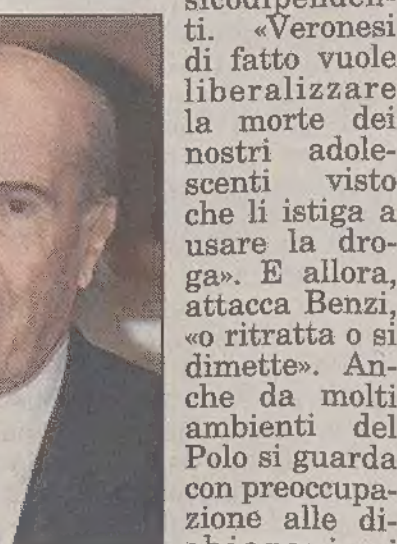 sicodipenden-
ti. «Veronesi
di fatto vuole
liberalizzare
la morte dei
nostri adole-
scenti visto
che li istiga a
usare la dro-
ga». E allora,
attacca Benzi,
«o ritratta o si
dimette». An-
che da molti
ambienti del
Polo si guarda
con preoccupa-
zione alle di-